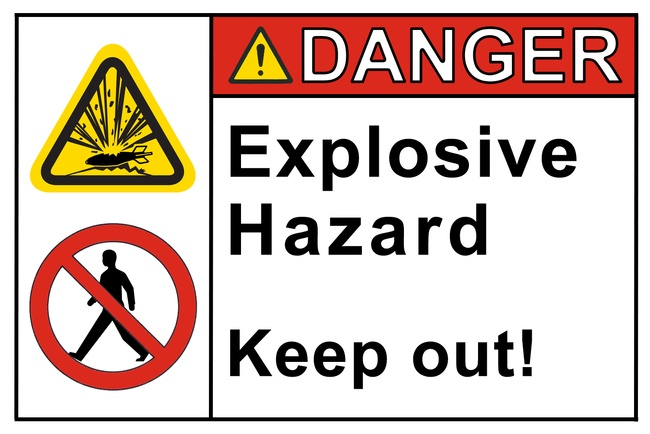 DANGER
Explosive
Hazard
Keep out!